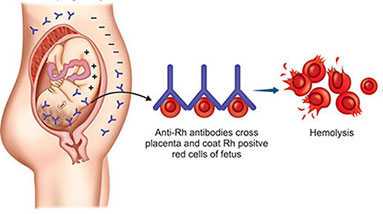 Anti-Rh antibodies cross
placenta and coat Rh positve
red cells of fetus
Hemolysis